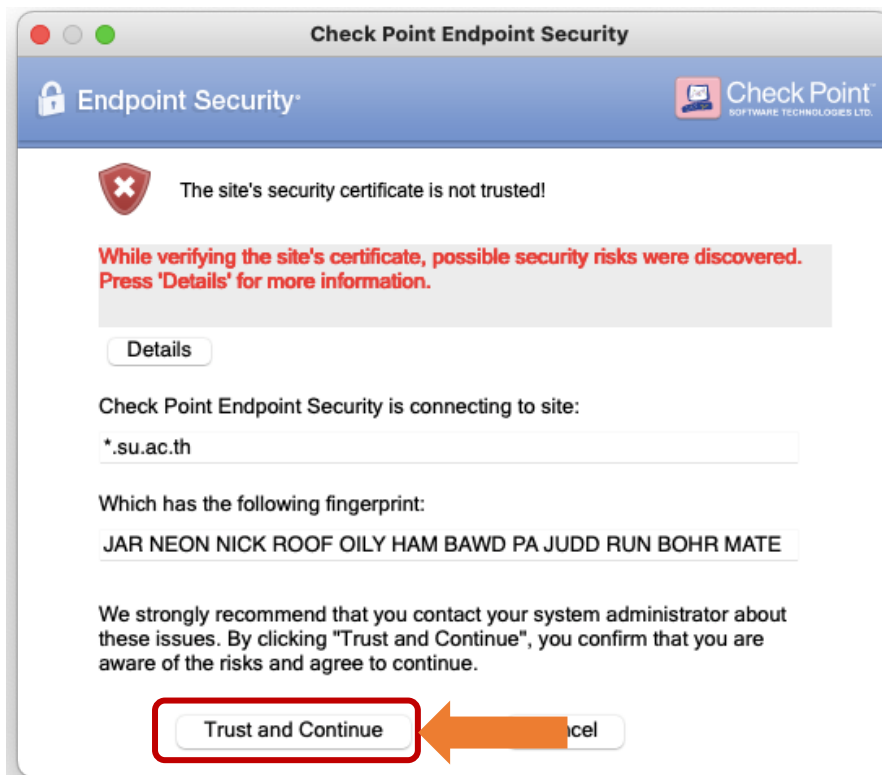 Check Point Endpoint Security
Endpoint Security
Check Point™
SOFTWARE TECHNOLOGIES LTD.
The site's security certificate is not trusted!
While verifying the site's certificate, possible security risks were discovered.
Press 'Details' for more information.
Details
Check Point Endpoint Security is connecting to site:
*.su.ac.th
Which has the following fingerprint:
JAR NEON NICK ROOF OILY HAM BAWD PA JUDD RUN BOHR MATE
We strongly recommend that you contact your system administrator about
these issues. By clicking "Trust and Continue", you confirm that you are
aware of the risks and agree to continue.
Trust and Continue
ncel